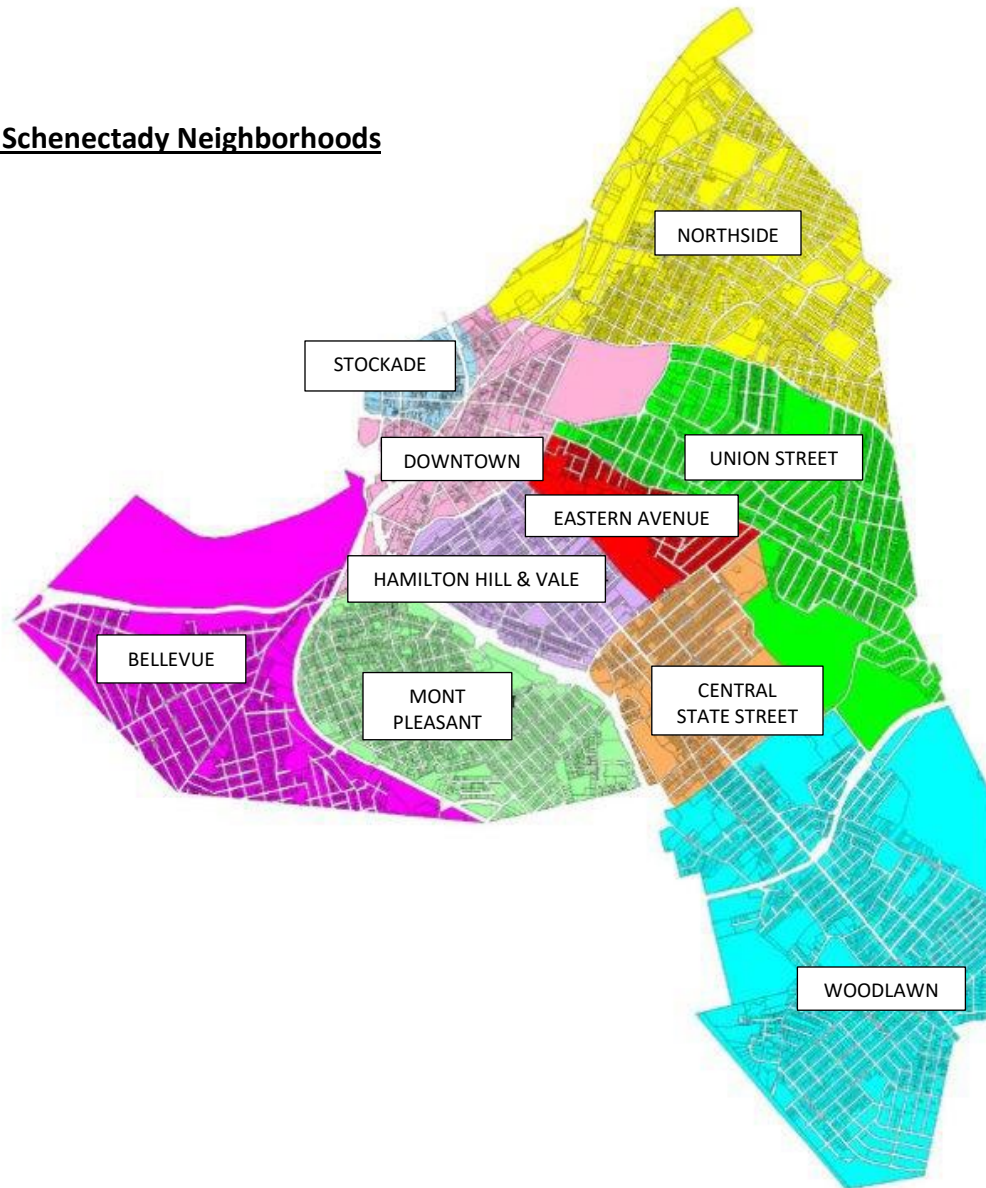 Schenectady Neighborhoods
NORTHSIDE
STOCKADE
DOWNTOWN
UNION STREET
EASTERN AVENUE
HAMILTON HILL & VALE
BELLEVUE
MONT
PLEASANT
CENTRAL
STATE STREET
WOODLAWN